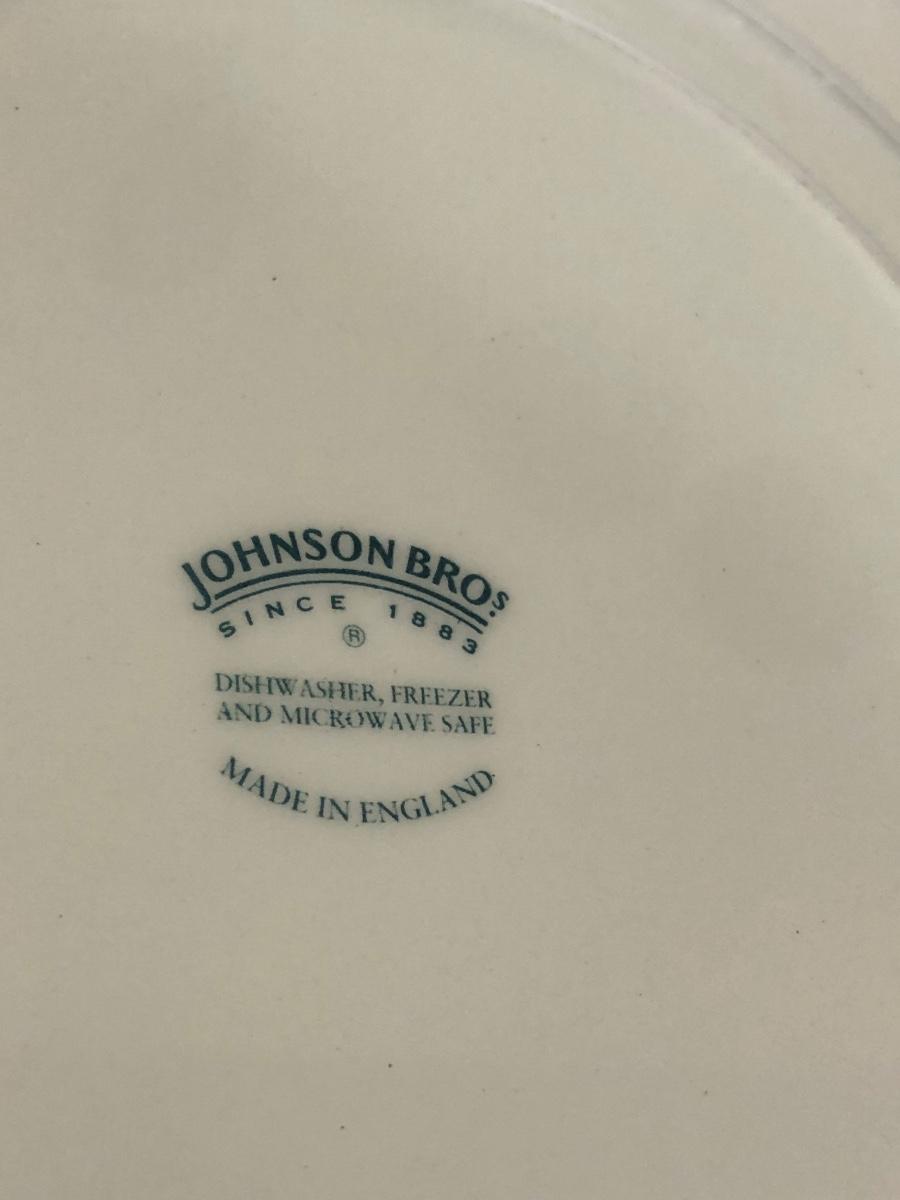 JOHNSON BROS.
SINCE 1883
®
DISHWASHER, FREEZER
AND MICROWAVE SAFE
MADE IN ENGLAND